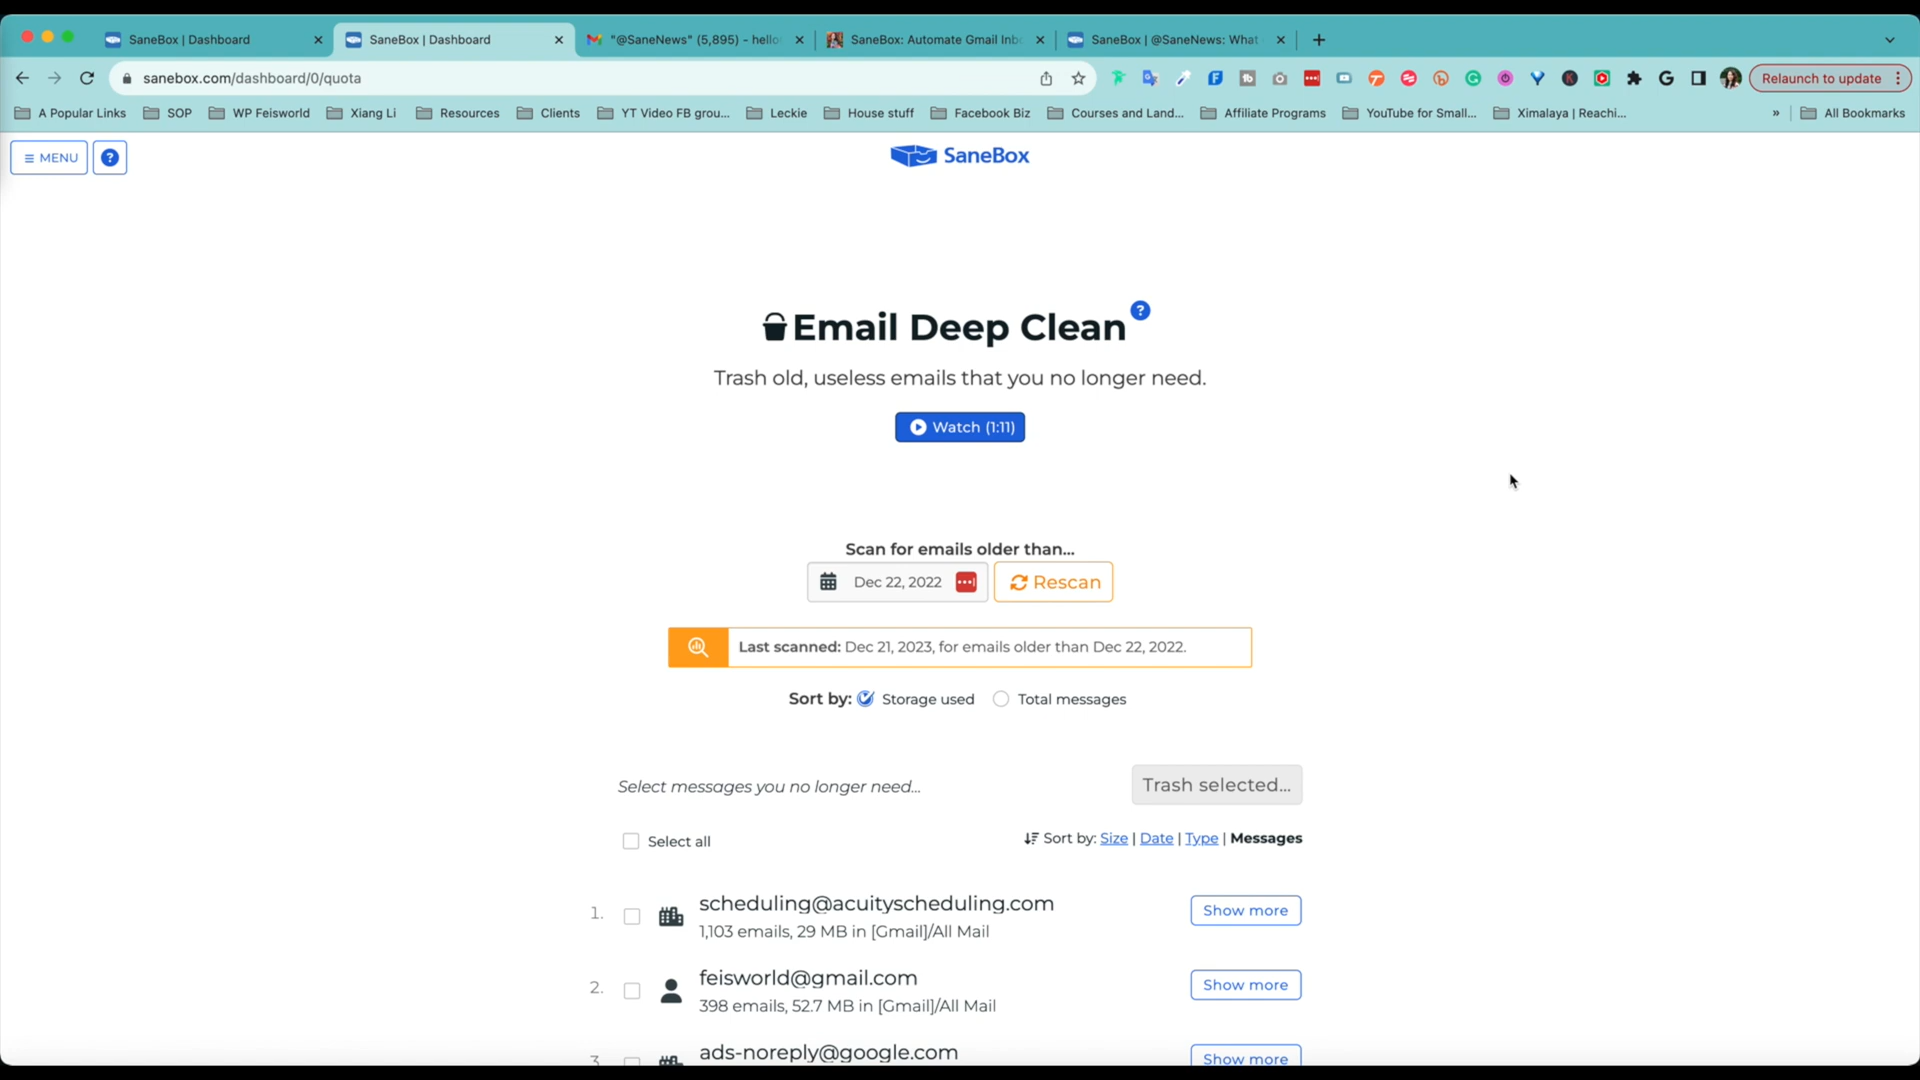 SaneBox | Dashboard
SaneBox | Dashboard
"@SaneNews" (5,895) - hello
SaneBox: Automate Gmail Inb
SaneBox | @SaneNews: What
sanebox.com/dashboard/0/quota
Relaunch to update
A Popular Links
SOP
WP Feisworld
Xiang Li
Resources
Clients
YT Video FB grou...
Leckie
House stuff
Facebook Biz
Courses and Land...
Affiliate Programs
YouTube for Small...
Ximalaya | Reachi...
»
All Bookmarks
MENU
?
SaneBox
Email Deep Clean
?
Trash old, useless emails that you no longer need.
Watch (1:11)
Scan for emails older than...
Dec 22, 2022
Rescan
Last scanned: Dec 21, 2023, for emails older than Dec 22, 2022.
Sort by: Storage used Total messages
Select messages you no longer need...
Trash selected...
Select all
Sort by: Size | Date | Type | Messages
1.
scheduling@acuityscheduling.com
1,103 emails, 29 MB in [Gmail]/All Mail
Show more
2.
feisworld@gmail.com
398 emails, 52.7 MB in [Gmail]/All Mail
Show more
3.
ads-noreply@google.com
Show more